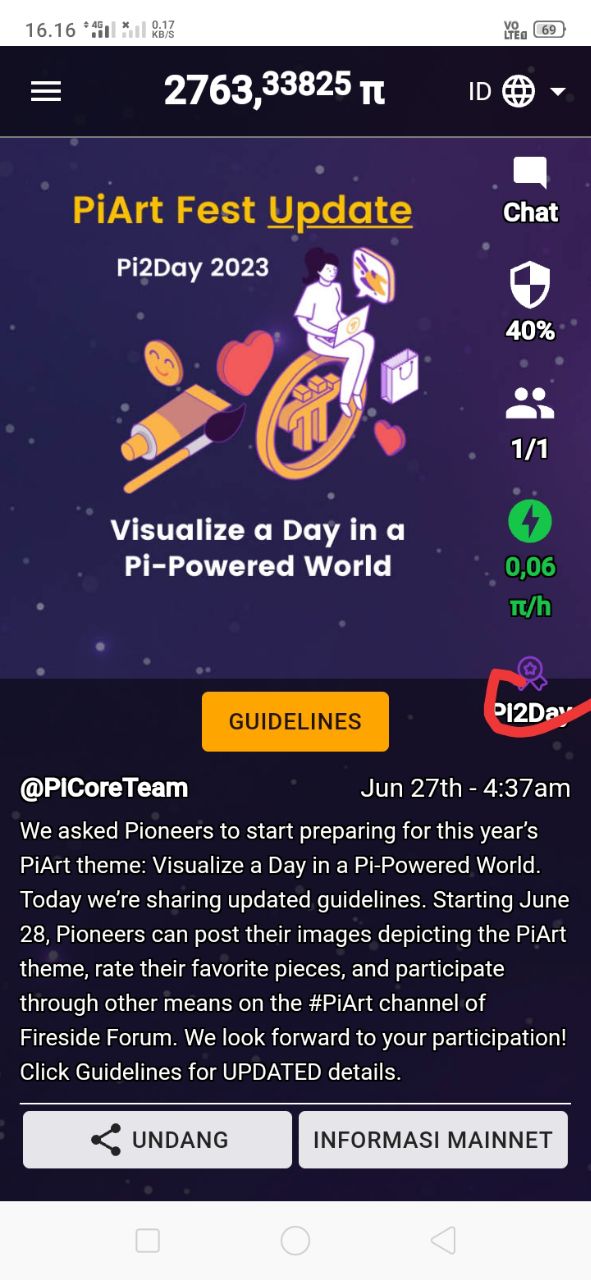 16.16 4G 0.17 KB/S VO LTE 69
2763,33825 π ID
PiArt Fest Update
Pi2Day 2023
Chat
40%
1/1
0,06
π/h
Visualize a Day in a
Pi-Powered World
Pi2Day
GUIDELINES
@PiCoreTeam Jun 27th - 4:37am
We asked Pioneers to start preparing for this year’s
PiArt theme: Visualize a Day in a Pi-Powered World.
Today we’re sharing updated guidelines. Starting June
28, Pioneers can post their images depicting the PiArt
theme, rate their favorite pieces, and participate
through other means on the #PiArt channel of
Fireside Forum. We look forward to your participation!
Click Guidelines for UPDATED details.
UNDANG INFORMASI MAINNET